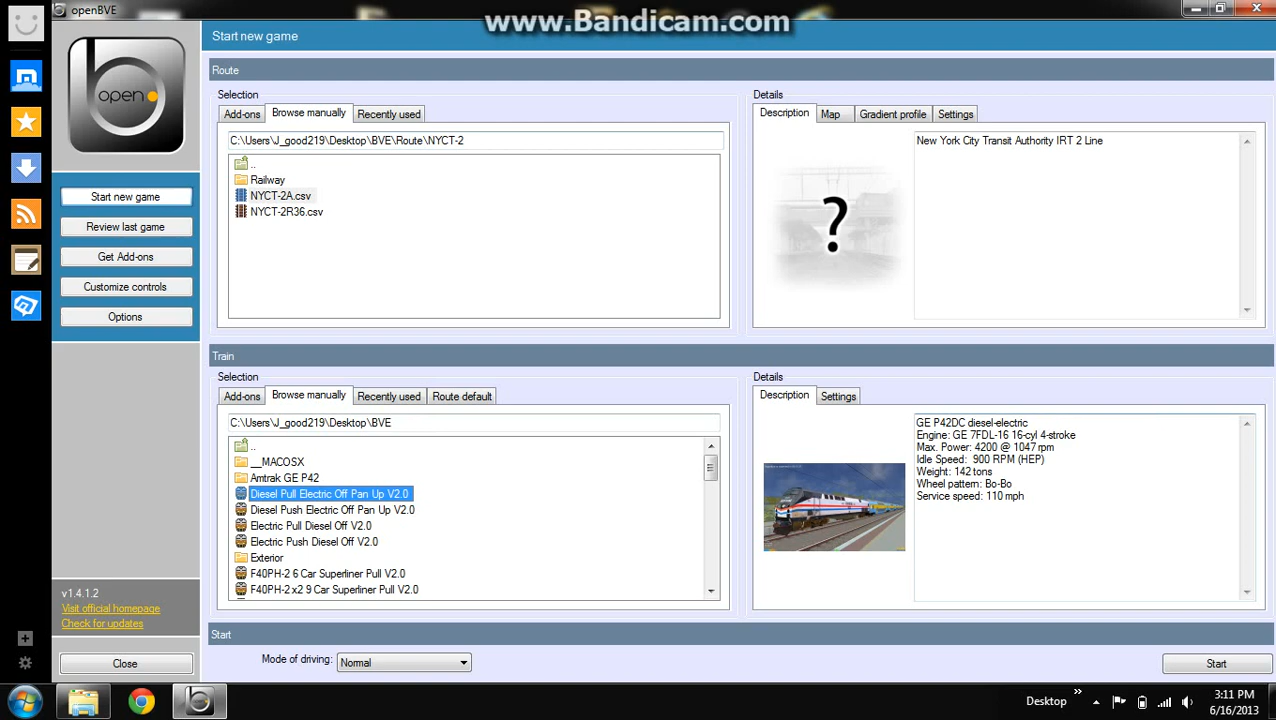 openBVE
www.Bandicam.com
open
Start new game
Review last game
Get Add-ons
Customize controls
Options
v1.4.1.2
Visit official homepage
Check for updates
Close
Start new game
Route
Selection
Add-ons Browse manually Recently used
C:\Users\J_good219\Desktop\BVE\Route\NYCT-2
..
Railway
NYCT-2A.csv
NYCT-2R36.csv
Details
Description Map Gradient profile Settings
?
New York City Transit Authority IRT 2 Line
Train
Selection
Add-ons Browse manually Recently used Route default
C:\Users\J_good219\Desktop\BVE
..
__MACOSX
Amtrak GE P42
Diesel Pull Electric Off Pan Up V2.0
Diesel Push Electric Off Pan Up V2.0
Electric Pull Diesel Off V2.0
Electric Push Diesel Off V2.0
Exterior
F40PH-2 6 Car Superliner Pull V2.0
F40PH-2 x2 9 Car Superliner Pull V2.0
Details
Description Settings
GE P42DC diesel-electric
Engine: GE 7FDL-16 16-cyl 4-stroke
Max. Power: 4200 @ 1047 rpm
Idle Speed: 900 RPM (HEP)
Weight: 142 tons
Wheel pattern: Bo-Bo
Service speed: 110 mph
Start
Mode of driving: Normal
Start
Desktop
3:11 PM
6/16/2013